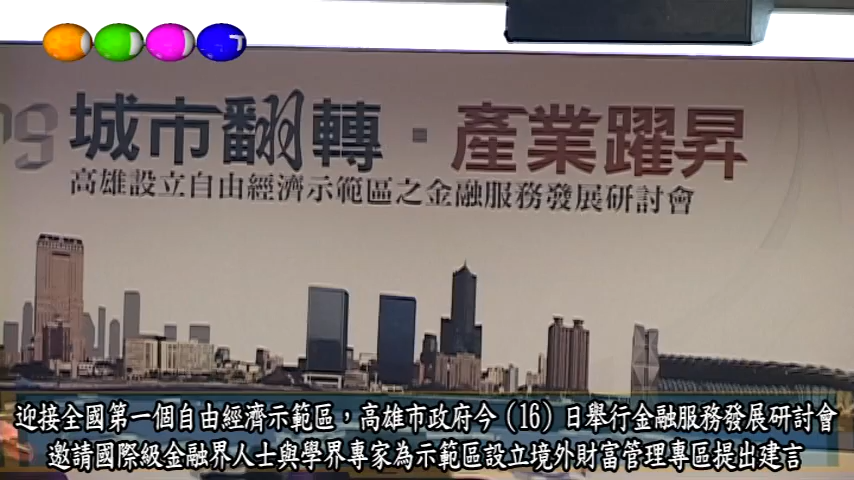 城市翻轉・產業躍昇
高雄設立自由經濟示範區之金融服務發展研討會
迎接全國第一個自由經濟示範區，高雄市政府今（16）日舉行金融服務發展研討會
邀請國際級金融界人士與學界專家為示範區設立境外財富管理專區提出建言